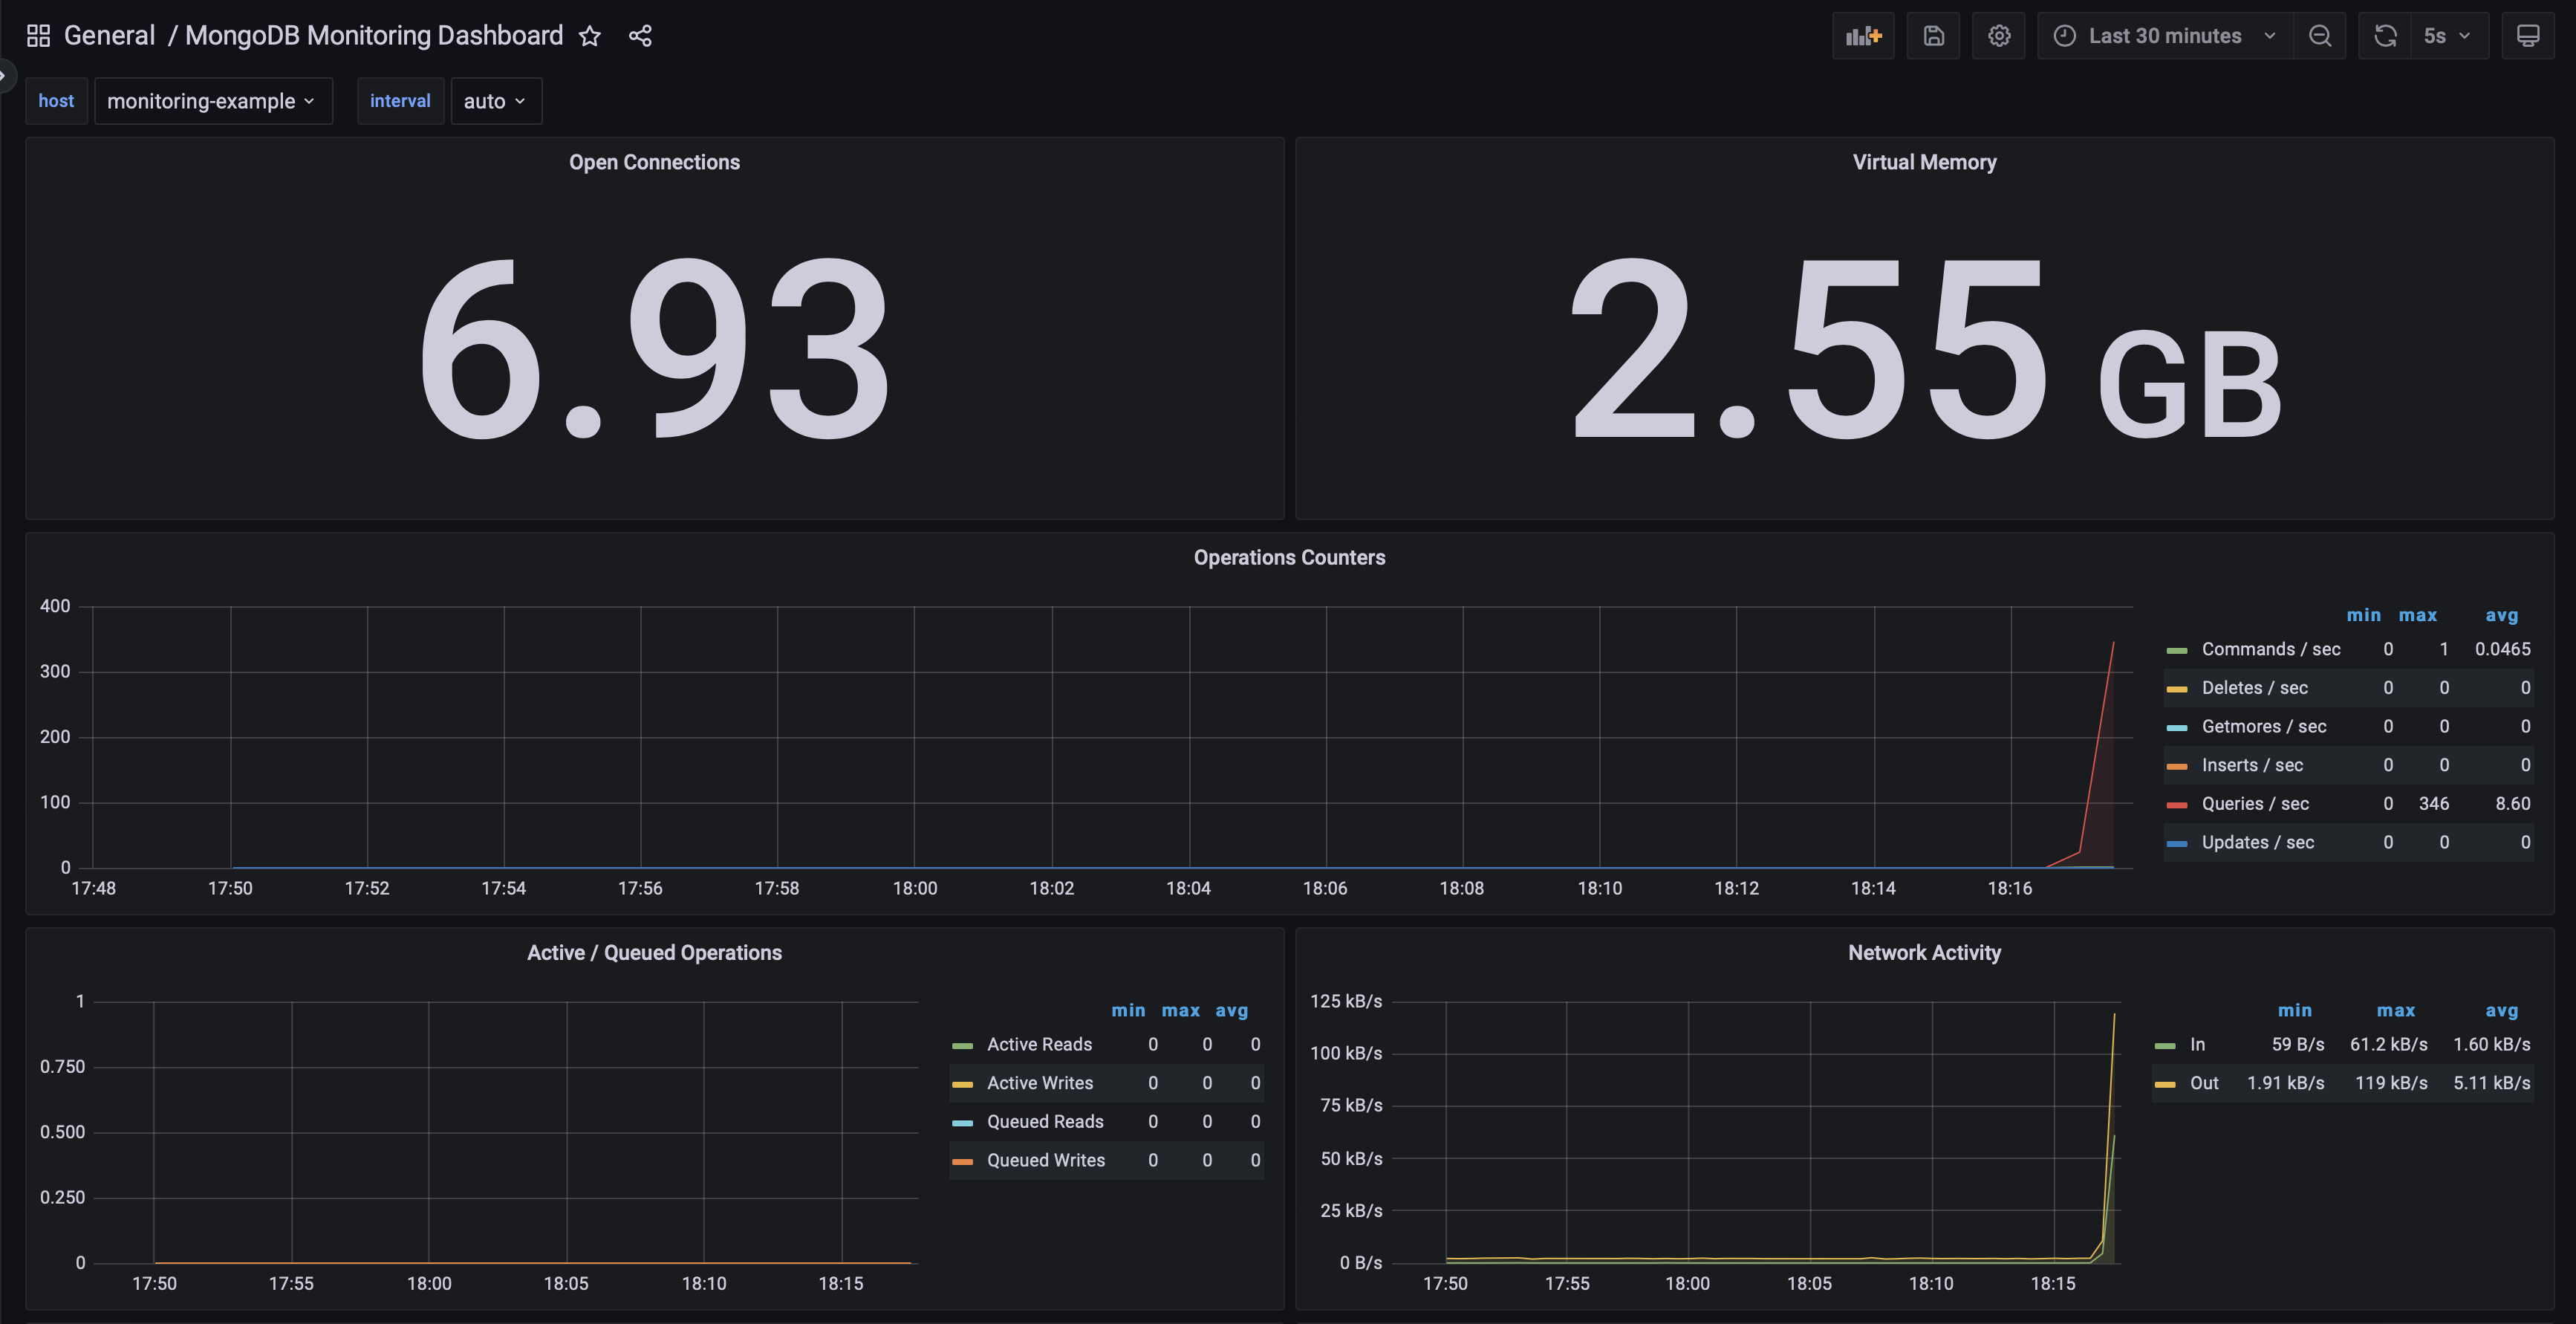 General / MongoDB Monitoring Dashboard
Last 30 minutes
5s
host
monitoring-example
interval
auto
Open Connections
6.93
Virtual Memory
2.55 GB
Operations Counters
400
300
200
100
0
17:48 17:50 17:52 17:54 17:56 17:58 18:00 18:02 18:04 18:06 18:08 18:10 18:12 18:14 18:16
min max avg
Commands / sec 0 1 0.0465
Deletes / sec 0 0 0
Getmores / sec 0 0 0
Inserts / sec 0 0 0
Queries / sec 0 346 8.60
Updates / sec 0 0 0
Active / Queued Operations
1
0.750
0.500
0.250
0
17:50 17:55 18:00 18:05 18:10 18:15
min max avg
Active Reads 0 0 0
Active Writes 0 0 0
Queued Reads 0 0 0
Queued Writes 0 0 0
Network Activity
125 kB/s
100 kB/s
75 kB/s
50 kB/s
25 kB/s
0 B/s
17:50 17:55 18:00 18:05 18:10 18:15
min max avg
In 59 B/s 61.2 kB/s 1.60 kB/s
Out 1.91 kB/s 119 kB/s 5.11 kB/s